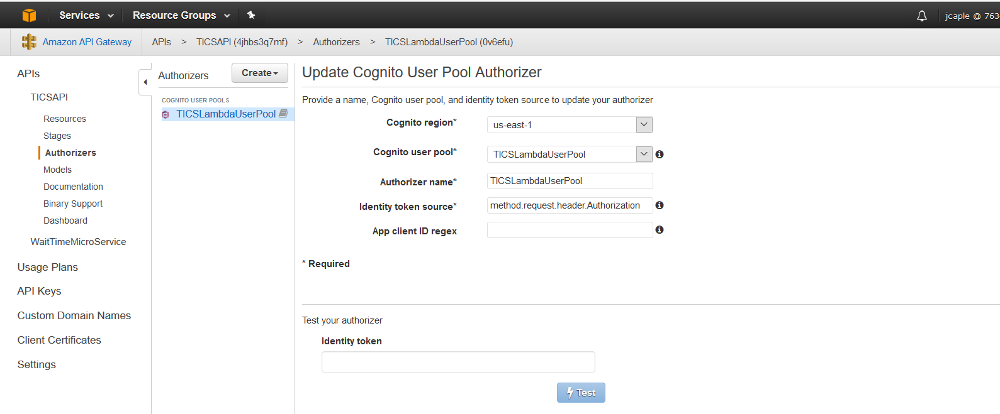 Services Resource Groups jcaple @ 763
Amazon API Gateway APIs > TICSAPI (4jhbs3q7mf) > Authorizers > TICSLambdaUserPool (0v6efu)
APIs
TICSAPI
Resources
Stages
Authorizers
Models
Documentation
Binary Support
Dashboard
WaitTimeMicroService
Usage Plans
API Keys
Custom Domain Names
Client Certificates
Settings
Authorizers Create
COGNITO USER POOLS
TICSLambdaUserPool
Update Cognito User Pool Authorizer
Provide a name, Cognito user pool, and identity token source to update your authorizer
Cognito region* us-east-1
Cognito user pool* TICSLambdaUserPool
Authorizer name* TICSLambdaUserPool
Identity token source* method.request.header.Authorization
App client ID regex
* Required
Test your authorizer
Identity token
Test